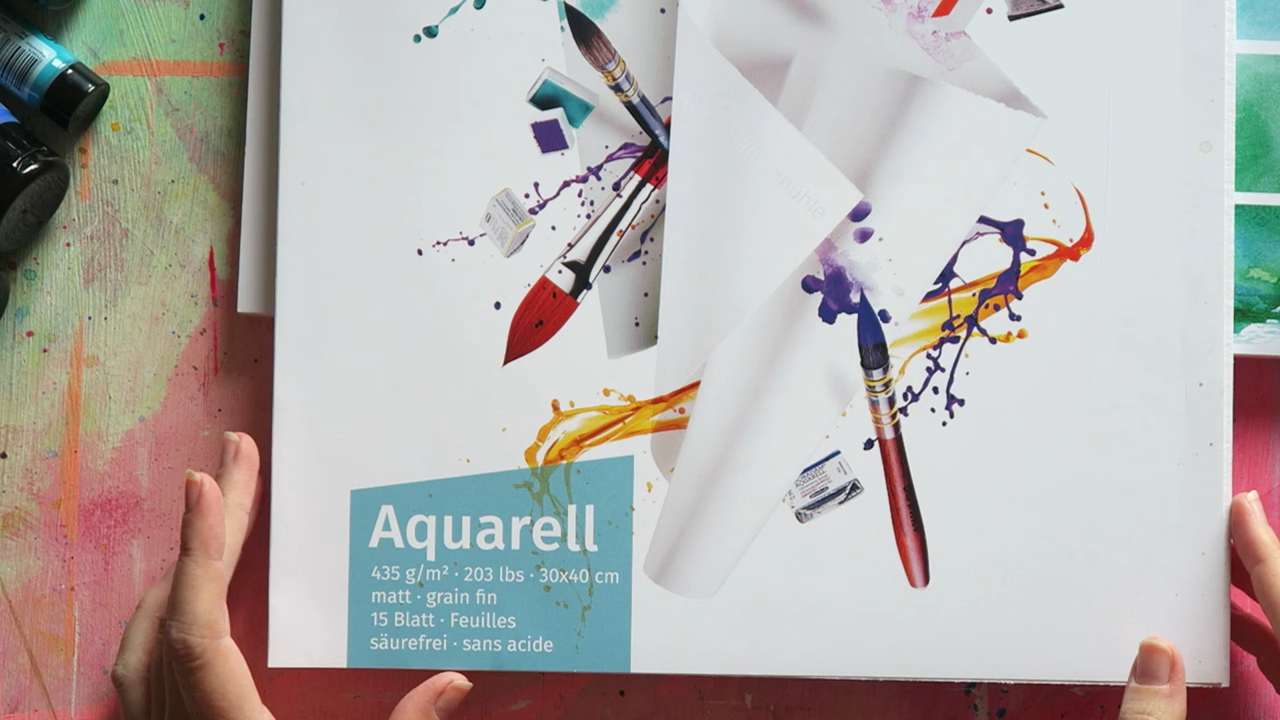 Aquarell
435 g/m² · 203 lbs · 30x40 cm
matt · grain fin
15 Blatt · Feuilles
säurefrei · sans acide